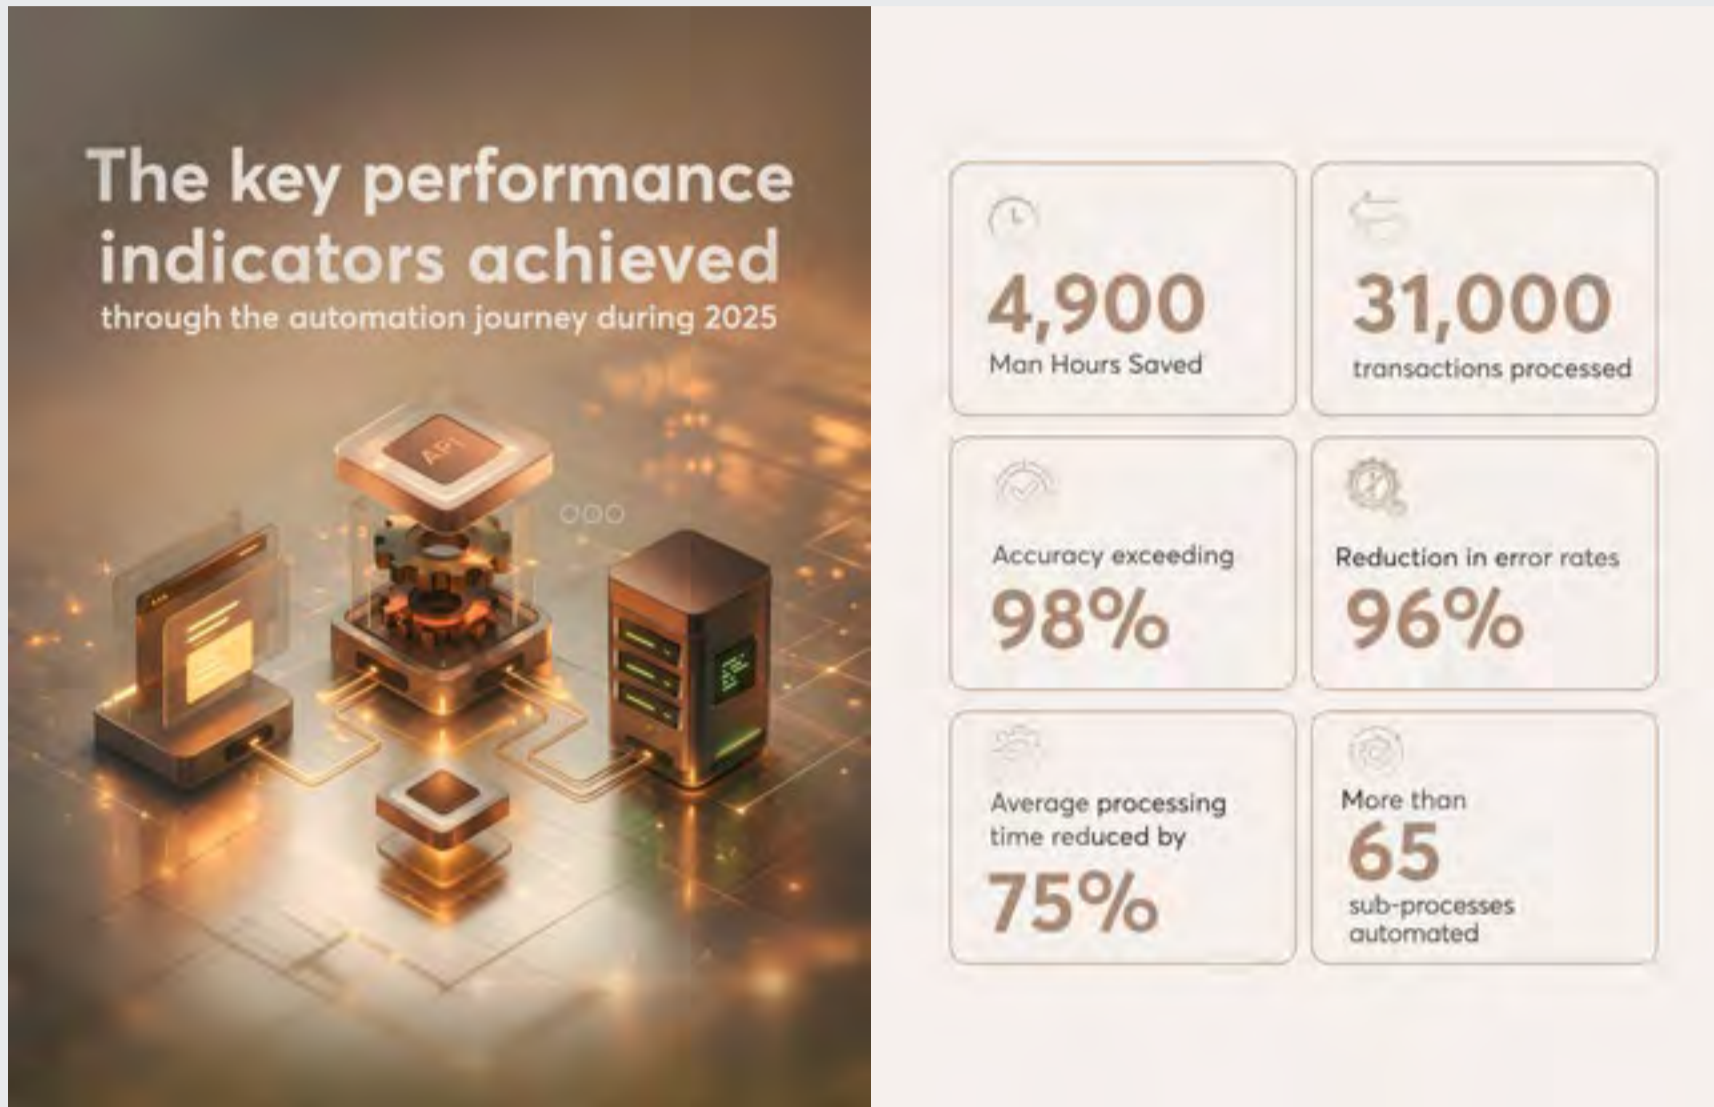 The key performance
indicators achieved
through the automation journey during 2025
API
4,900
Man Hours Saved
31,000
transactions processed
Accuracy exceeding
98%
Reduction in error rates
96%
Average processing
time reduced by
75%
More than
65
sub-processes
automated